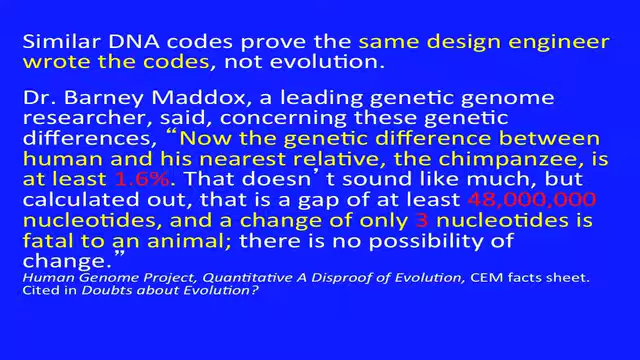 Similar DNA codes prove the same design engineer
wrote the codes, not evolution.
Dr. Barney Maddox, a leading genetic genome
researcher, said, concerning these genetic
differences, “Now the genetic difference between
human and his nearest relative, the chimpanzee, is
at least 1.6%. That doesn’t sound like much, but
calculated out, that is a gap of at least 48,000,000
nucleotides, and a change of only 3 nucleotides is
fatal to an animal; there is no possibility of
change.”
Human Genome Project, Quantitative A Disproof of Evolution, CEM facts sheet.
Cited in Doubts about Evolution?